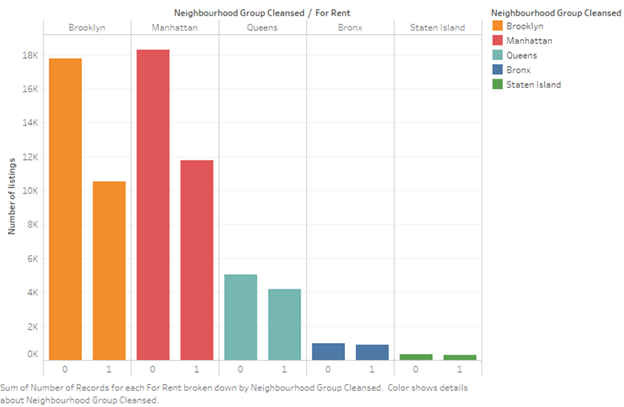 Neighbourhood Group Cleansed / For Rent
Brooklyn Manhattan Queens Bronx Staten Island
18K
16K
14K
12K
10K
8K
6K
4K
2K
0K
Number of listings
0 1 0 1 0 1 0 1 0 1
Neighbourhood Group Cleansed
Brooklyn
Manhattan
Queens
Bronx
Staten Island
Sum of Number of Records for each For Rent broken down by Neighbourhood Group Cleansed. Color shows details
about Neighbourhood Group Cleansed.